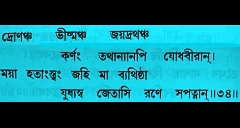 দ্রোণঞ্চ ভীষ্মঞ্চ জয়দ্রথঞ্চ
কর্ণং তথান্যানপি যোধবীরান্।
ময়া হতাংস্ত্বং জহি মা ব্যথিষ্ঠা
যুধ্যস্ব জেতাসি রণে সপত্নান্॥৩৪॥